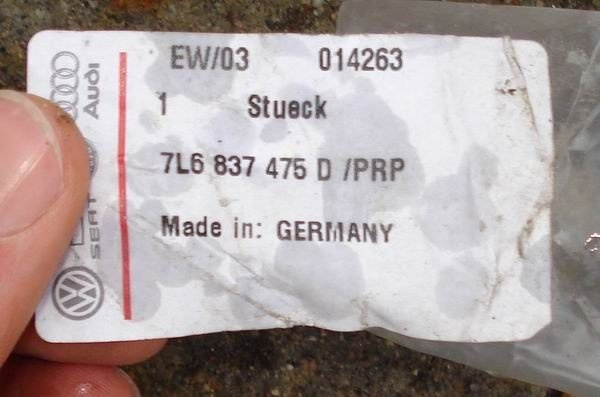 EW/03 014263
1 Stueck
7L6 837 475 D /PRP
Made in: GERMANY
Audi
SEAT